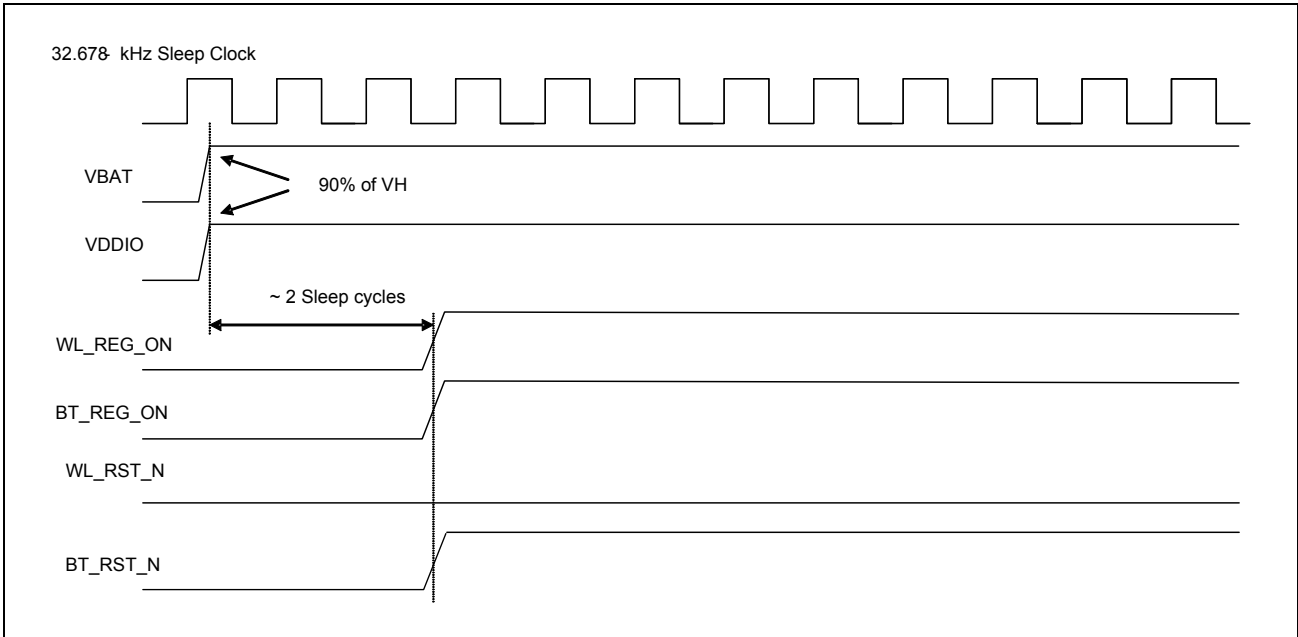 32.678- kHz Sleep Clock
VBAT
90% of VH
VDDIO
~ 2 Sleep cycles
WL_REG_ON
BT_REG_ON
WL_RST_N
BT_RST_N